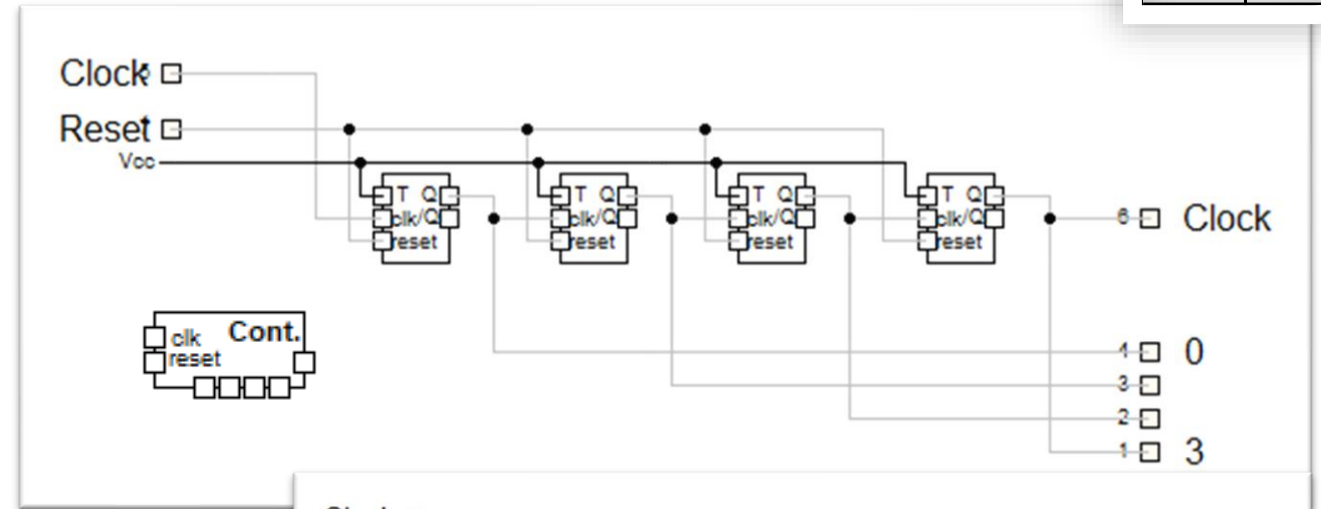 Clock
Reset
Vcc
T Q
clk/Q
reset
T Q
clk/Q
reset
T Q
clk/Q
reset
T Q
clk/Q
reset
6 Clock
clk Cont.
reset
4 0
3
2
1 3